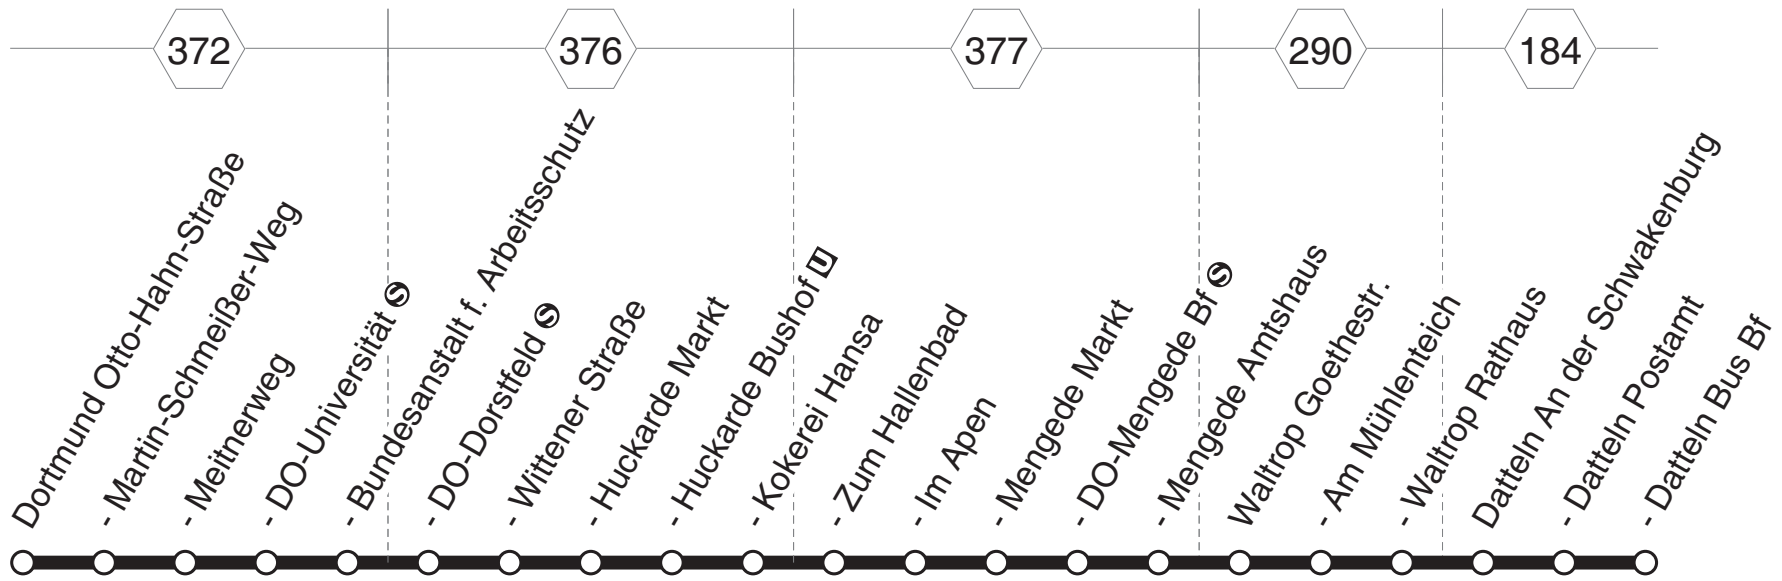 372
376
377
290
184
Dortmund Otto-Hahn-Straße
- Martin-Schmeißer-Weg
- Meitnerweg
- DO-Universität S
- Bundesanstalt f. Arbeitsschutz
- DO-Dorstfeld S
- Wittener Straße
- Huckarde Markt
- Huckarde Bushof U
- Kokerei Hansa
- Zum Hallenbad
- Im Apen
- Mengede Markt
- DO-Mengede Bf S
- Mengede Amtshaus
Waltrop Goethestr.
- Am Mühlenteich
- Waltrop Rathaus
Datteln An der Schwakenburg
- Datteln Postamt
- Datteln Bus Bf